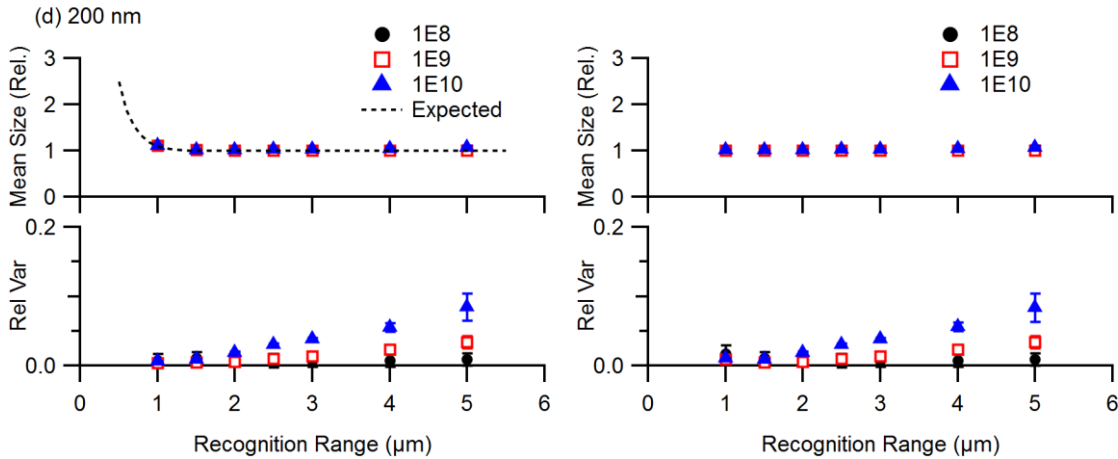 (d) 200 nm
1E8
1E9
1E10
Expected
3
2
1
0
Mean Size (Rel.)
0.2
0.0
Rel Var
0 1 2 3 4 5 6
Recognition Range (µm)
1E8
1E9
1E10
3
2
1
0
Mean Size (Rel.)
0.2
0.0
Rel Var
0 1 2 3 4 5 6
Recognition Range (µm)